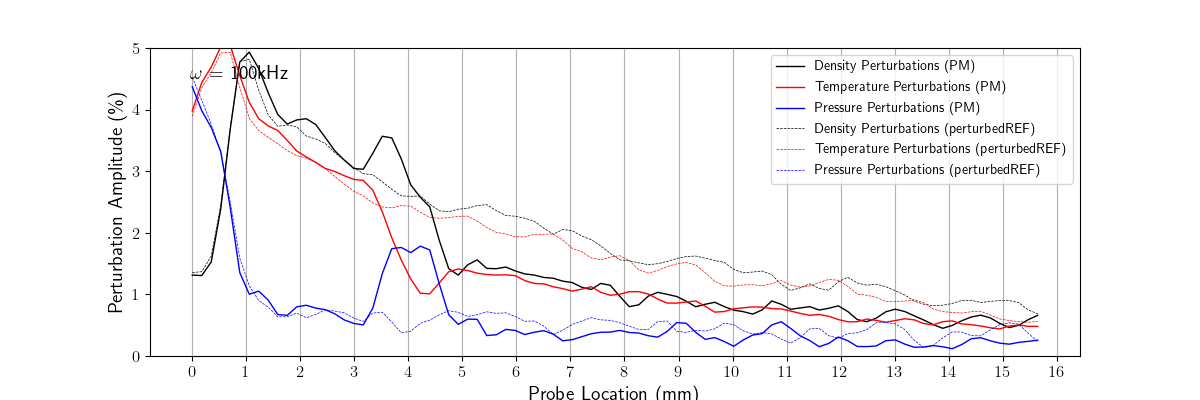 ω = 100kHz
Density Perturbations (PM)
Temperature Perturbations (PM)
Pressure Perturbations (PM)
Density Perturbations (perturbedREF)
Temperature Perturbations (perturbedREF)
Pressure Perturbations (perturbedREF)
Perturbation Amplitude (%)
5
4
3
2
1
0
0 1 2 3 4 5 6 7 8 9 10 11 12 13 14 15 16
Probe Location (mm)